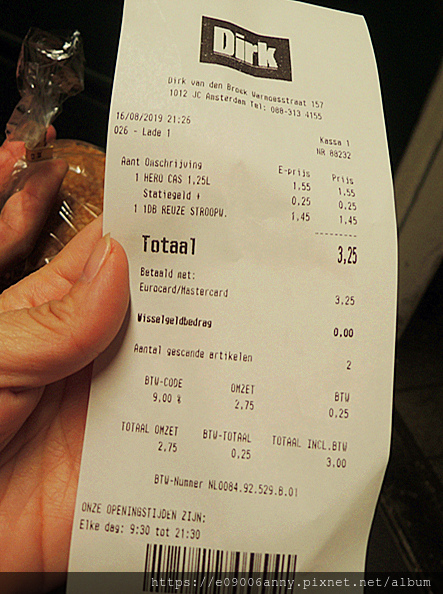 Dirk
Dirk van den Broek Warmoesstraat 157
1012 JC Amsterdam Tel: 088-313 4155
16/08/2019 21:26 Kassa 1
026 - Lade 1 NR 88232
Aant Omschrijving E-prijs Prijs
1 HERO CAS 1,25L 1,55 1,55
Statiegeld + 0,25 0,25
1 1DB REUZE STROOPW. 1,45 1,45
Totaal 3,25
Betaald met:
Eurocard/Mastercard 3,25
Wisselgeldbedrag 0,00
Aantal gescande artikelen 2
BTW-CODE OMZET BTW
9,00 % 2,75 0,25
TOTAAL OMZET BTW-TOTAAL TOTAAL INCL.BTW
2,75 0,25 3,00
BTW-Nummer NL0084.92.529.B.01
ONZE OPENINGSTIJDEN ZIJN:
Elke dag: 9:30 tot 21:30
https://e09006anny.pixnet.net/album